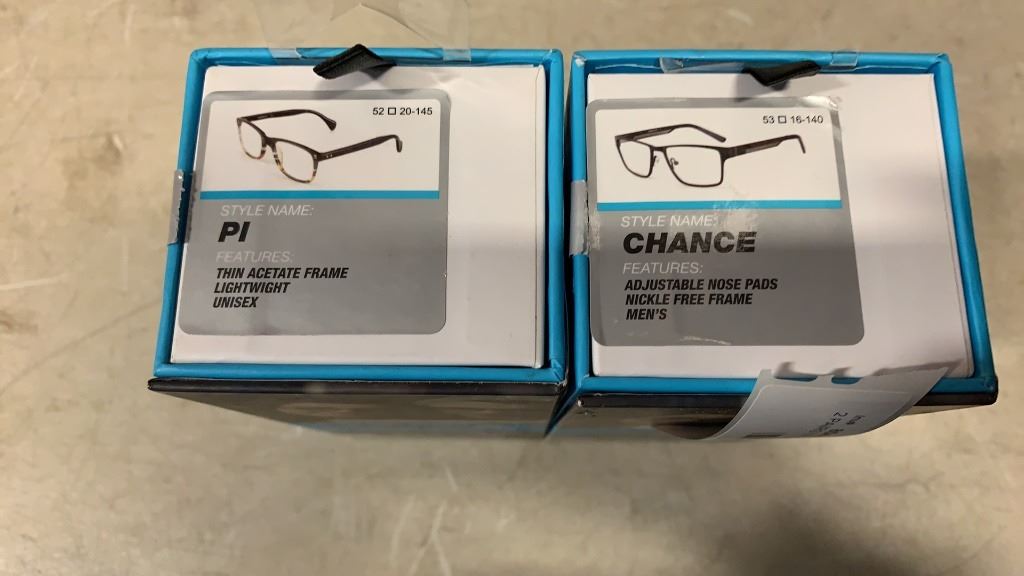 52 □ 20-145
STYLE NAME:
PI
FEATURES:
THIN ACETATE FRAME
LIGHTWIGHT
UNISEX
53 □ 16-140
STYLE NAME:
CHANCE
FEATURES:
ADJUSTABLE NOSE PADS
NICKLE FREE FRAME
MEN'S